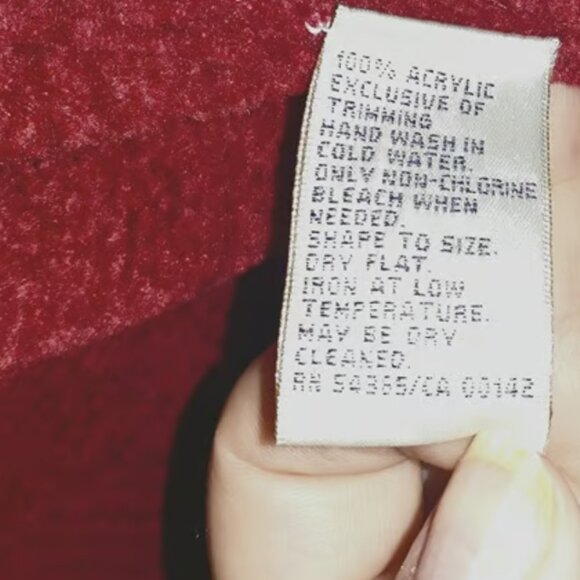 100% ACRYLIC
EXCLUSIVE OF
TRIMMING
HAND WASH IN
COLD WATER.
ONLY NON-CHLORINE
BLEACH WHEN
NEEDED.
SHAPE TO SIZE.
DRY FLAT.
IRON AT LOW
TEMPERATURE.
MAY BE DRY
CLEANED.
RN 54365/CA 00142